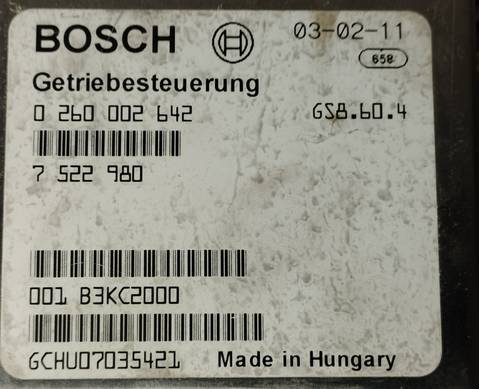 BOSCH 03-02-11
658
Getriebesteuerung
0 260 002 642 GS8.60.4
7 522 980
001 B3KC2000
6CHU07035421 Made in Hungary